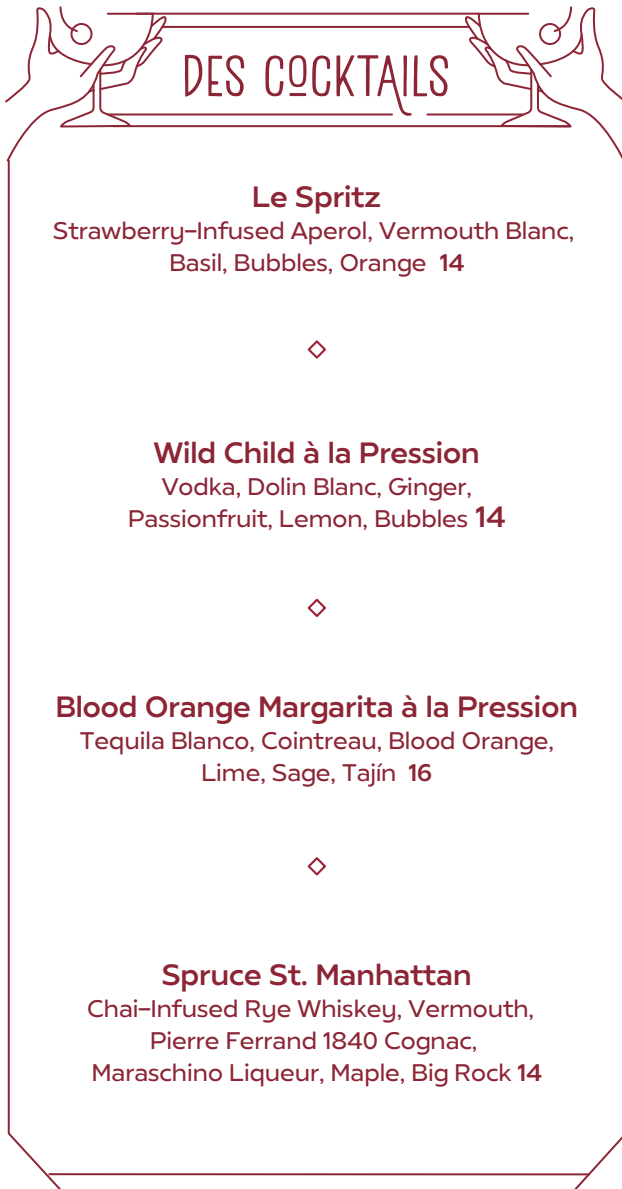 DES COCKTAILS
Le Spritz
Strawberry-Infused Aperol, Vermouth Blanc,
Basil, Bubbles, Orange 14
Wild Child à la Pression
Vodka, Dolin Blanc, Ginger,
Passionfruit, Lemon, Bubbles 14
Blood Orange Margarita à la Pression
Tequila Blanco, Cointreau, Blood Orange,
Lime, Sage, Tajín 16
Spruce St. Manhattan
Chai-Infused Rye Whiskey, Vermouth,
Pierre Ferrand 1840 Cognac,
Maraschino Liqueur, Maple, Big Rock 14